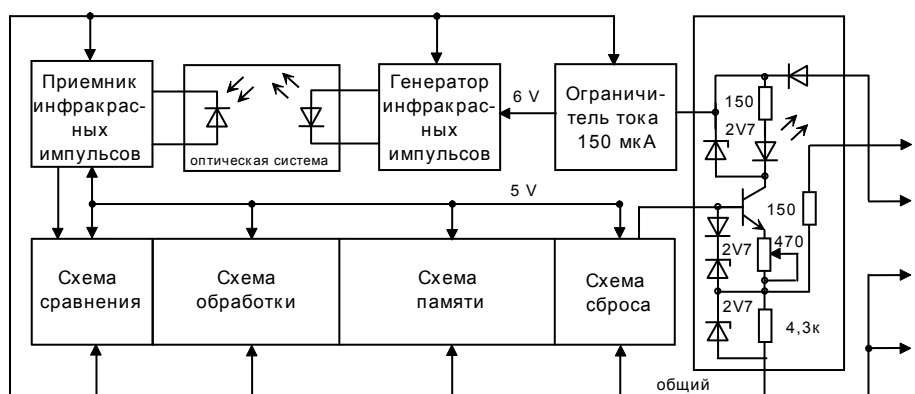 Приемник
инфракрас-
ных
импульсов
оптическая система
Генератор
инфракрас-
ных
импульсов
6 V
Ограничи-
тель тока
150 мкА
150
2V7
150
470
2V7
2V7
4,3к
5 V
Схема
сравнения
Схема
обработки
Схема
памяти
Схема
сброса
общий